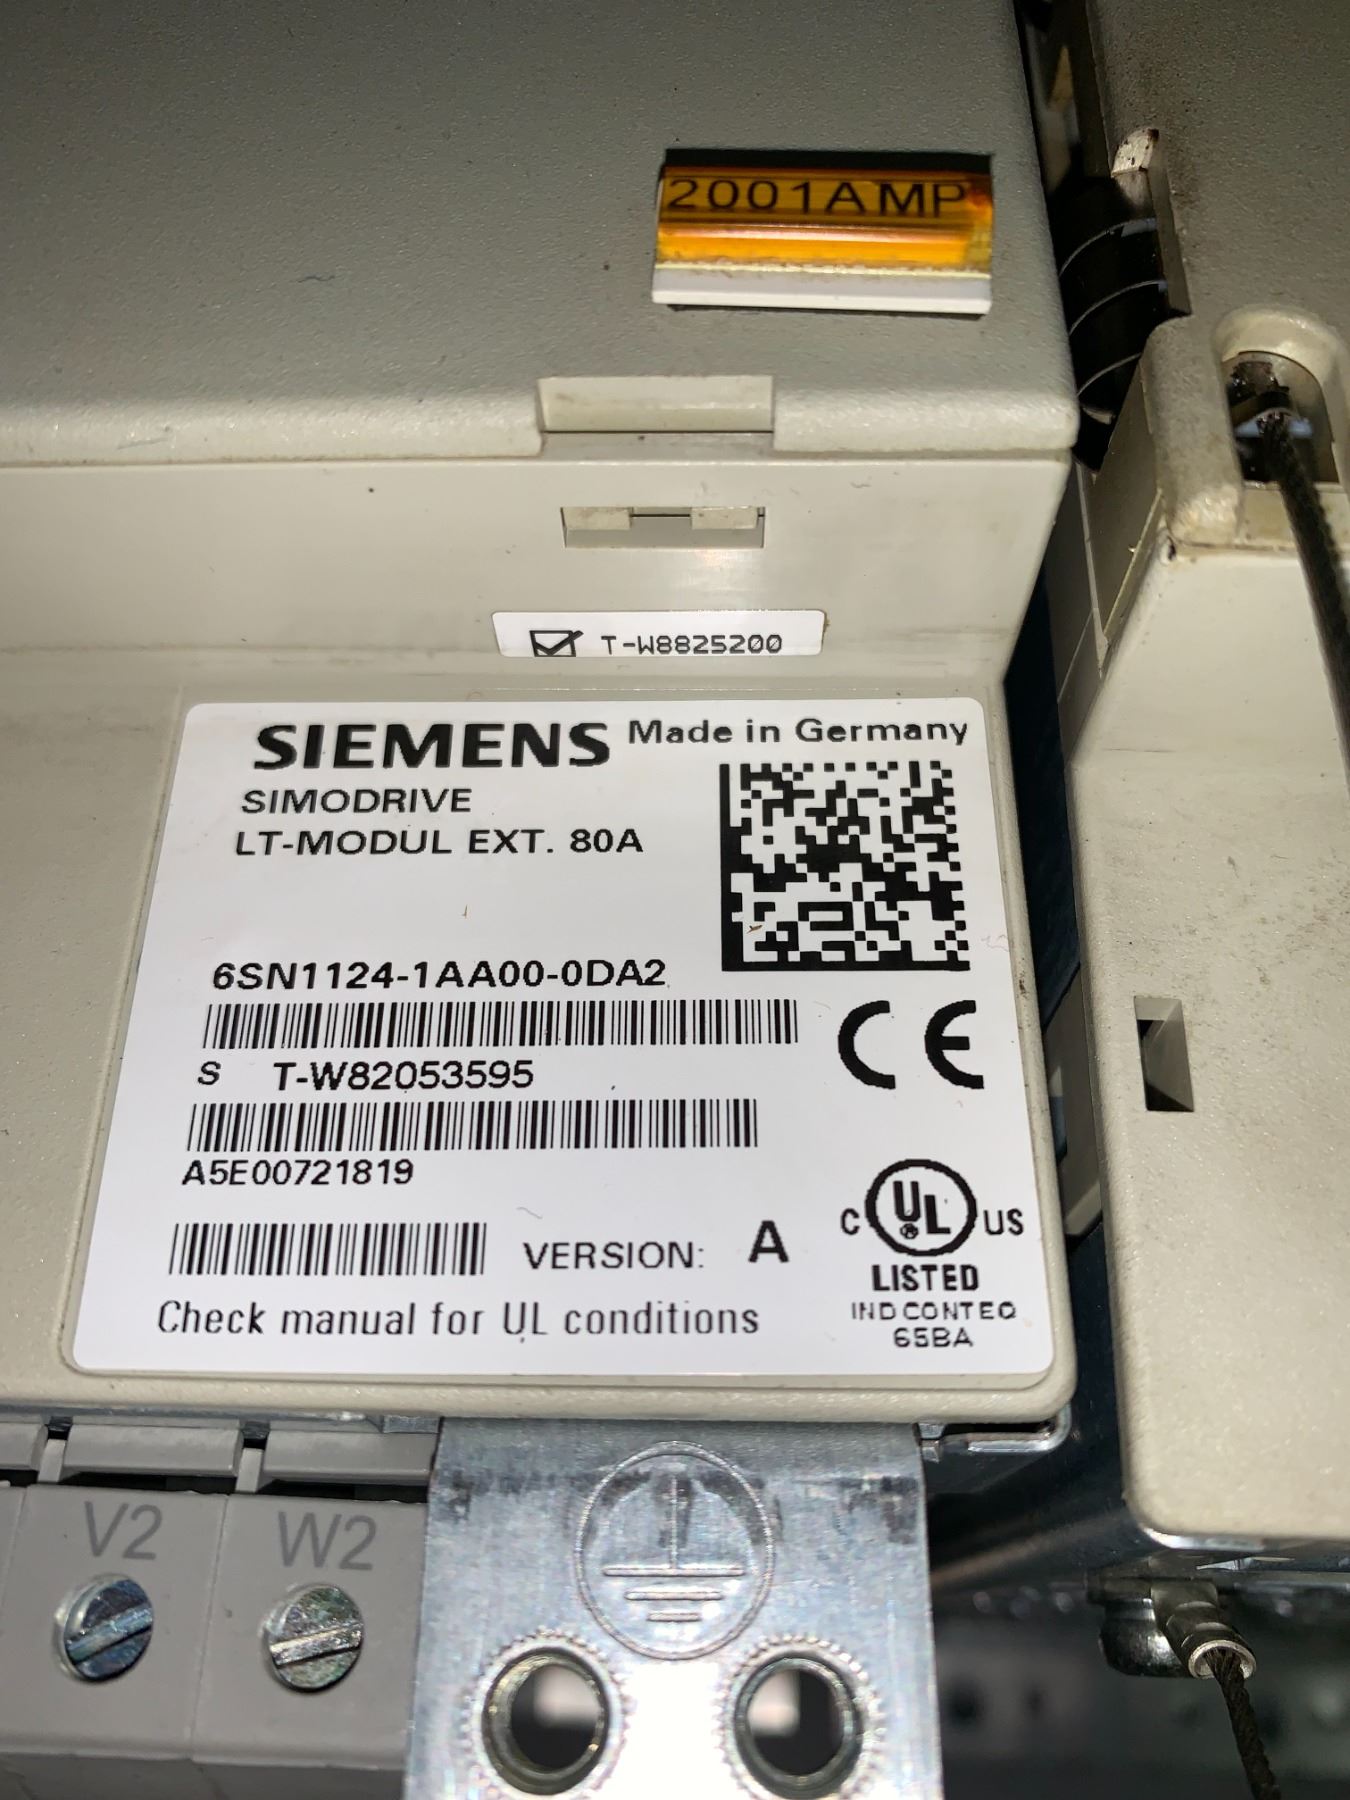 2001AMP
T-W8825200
SIEMENS Made in Germany
SIMODRIVE
LT-MODUL EXT. 80A
6SN1124-1AA00-0DA2
S T-W82053595
A5E00721819
VERSION: A
Check manual for UL conditions
CE
C UL US
LISTED
IND CONT EQ
65BA
V2
W2